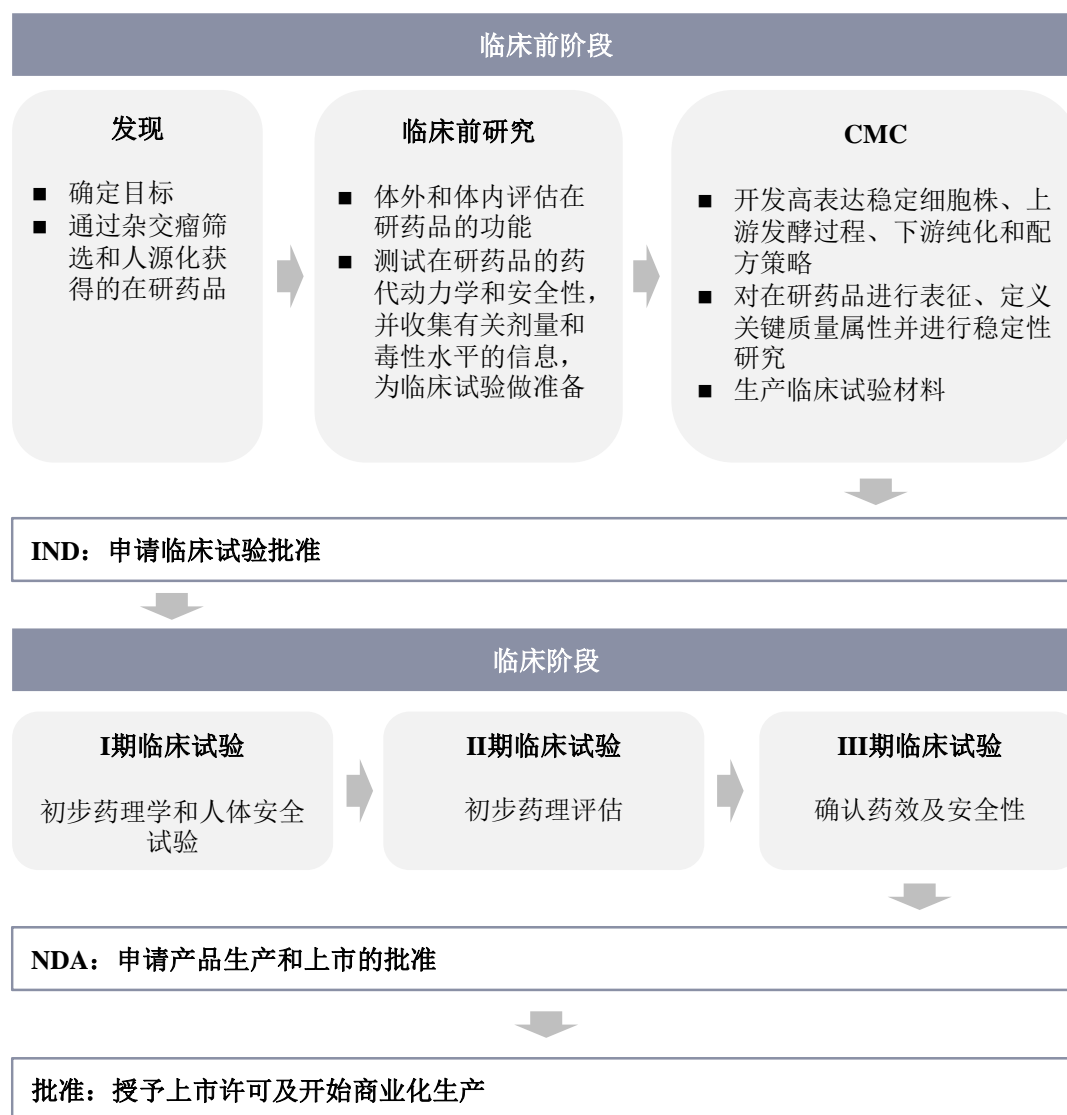 临床前阶段
发现
■ 确定目标
■ 通过杂交瘤筛
选和人源化获
得的在研药品
临床前研究
■ 体外和体内评估在
研药品的功能
■ 测试在研药品的药
代动力学和安全性，
并收集有关剂量和
毒性水平的信息，
为临床试验做准备
CMC
■ 开发高表达稳定细胞株、上
游发酵过程、下游纯化和配
方策略
■ 对在研药品进行表征、定义
关键质量属性并进行稳定性
研究
■ 生产临床试验材料
IND：申请临床试验批准
临床阶段
I期临床试验
初步药理学和人体安全
试验
II期临床试验
初步药理评估
III期临床试验
确认药效及安全性
NDA：申请产品生产和上市的批准
批准：授予上市许可及开始商业化生产